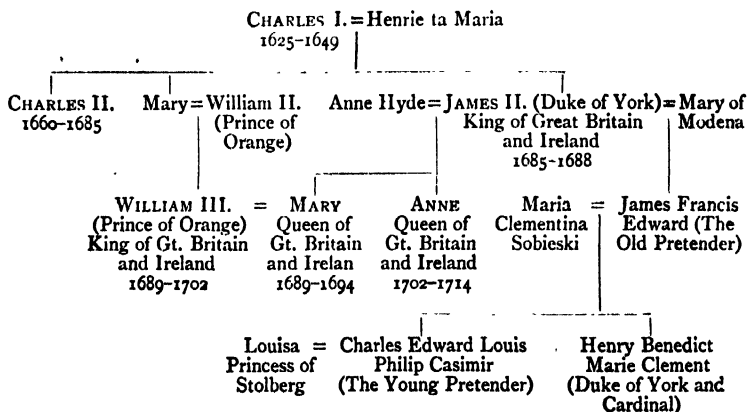 CHARLES I. = Henrie ta Maria
1625-1649
CHARLES II. Mary = William II. Anne Hyde = JAMES II. (Duke of York) = Mary of
1660-1685 (Prince of King of Great Britain Modena
Orange) and Ireland
1685-1688
WILLIAM III. = MARY ANNE Maria = James Francis
(Prince of Orange) Queen of Queen of Clementina Edward (The
King of Gt. Britain Gt. Britain Gt. Britain Sobieski Old Pretender)
and Ireland and Irelan and Ireland
1689-1702 1689-1694 1702-1714
Louisa = Charles Edward Louis Henry Benedict
Princess of Philip Casimir Marie Clement
Stolberg (The Young Pretender) (Duke of York and
Cardinal)